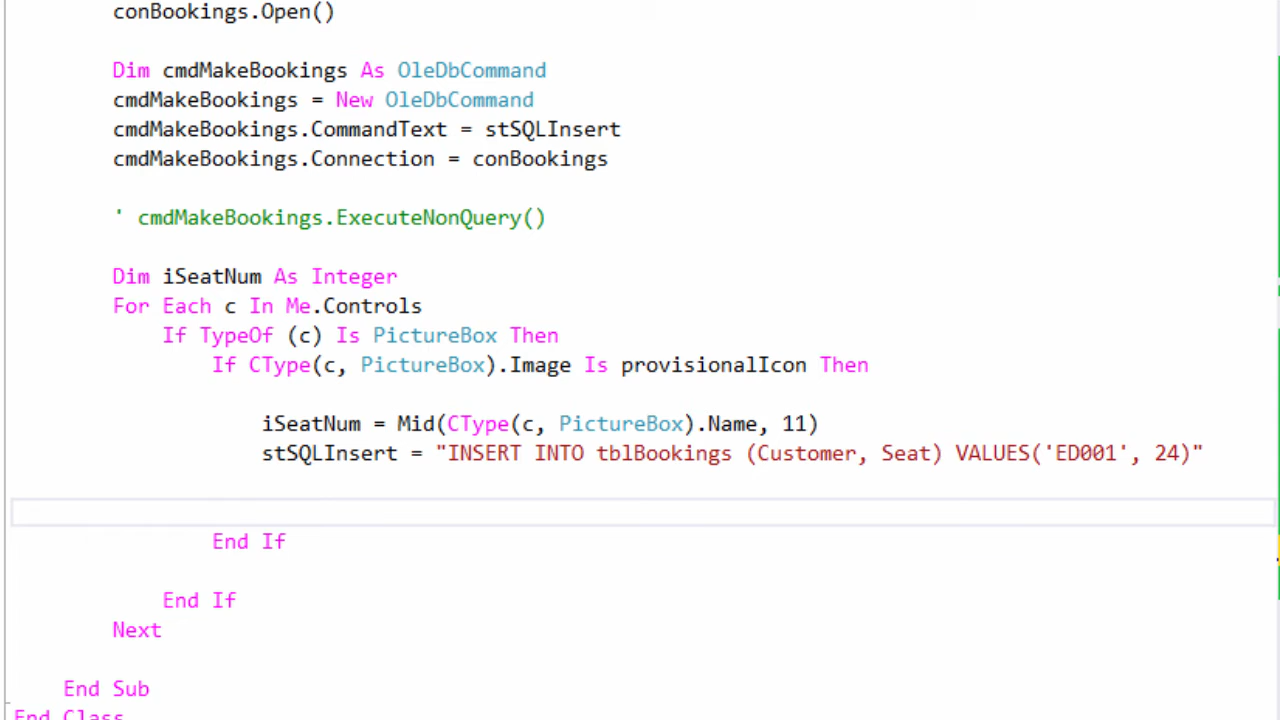 conBookings.Open()
Dim cmdMakeBookings As OleDbCommand
cmdMakeBookings = New OleDbCommand
cmdMakeBookings.CommandText = stSQLInsert
cmdMakeBookings.Connection = conBookings
' cmdMakeBookings.ExecuteNonQuery()
Dim iSeatNum As Integer
For Each c In Me.Controls
If TypeOf (c) Is PictureBox Then
If CType(c, PictureBox).Image Is provisionalIcon Then
iSeatNum = Mid(CType(c, PictureBox).Name, 11)
stSQLInsert = "INSERT INTO tblBookings (Customer, Seat) VALUES('ED001', 24)"
End If
End If
Next
End Sub
End Class